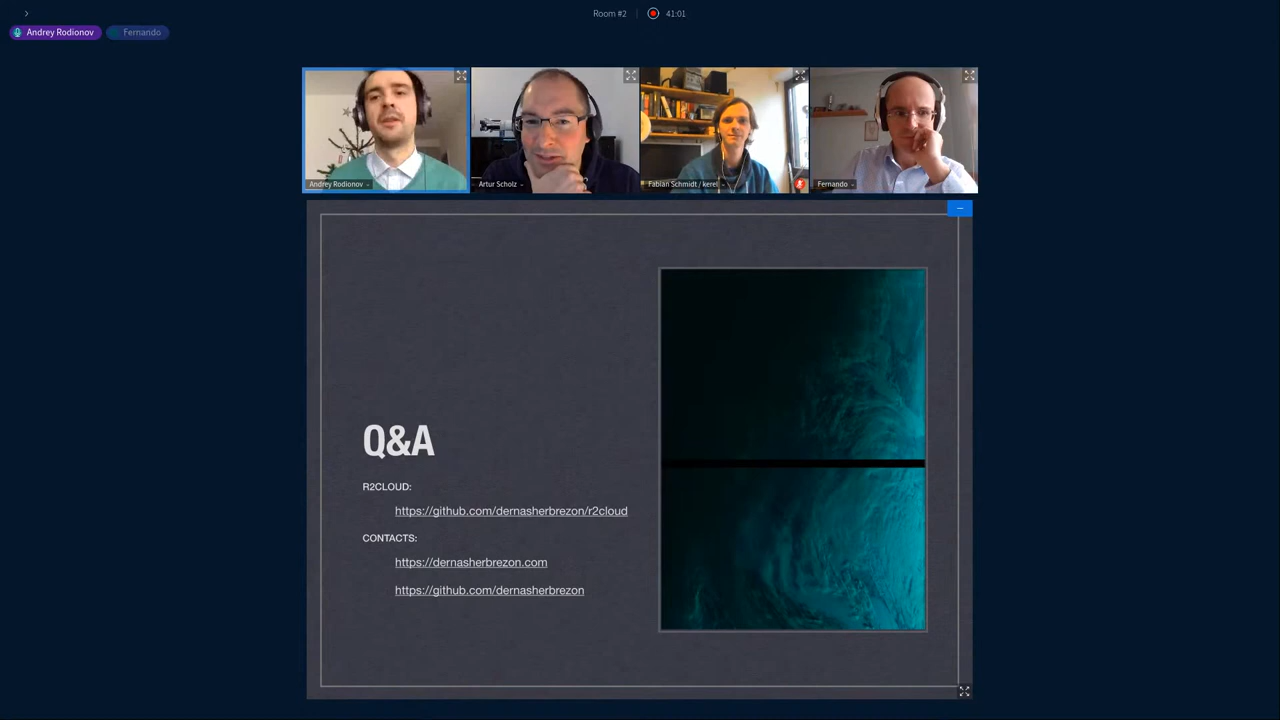 Room #2
41:01
Andrey Rodionov
Fernando
Andrey Rodionov
Artur Scholz
Fabian Schmidt / kerel
Fernando
Q&A
R2CLOUD:
https://github.com/dernasherbrezon/r2cloud
CONTACTS:
https://dernasherbrezon.com
https://github.com/dernasherbrezon